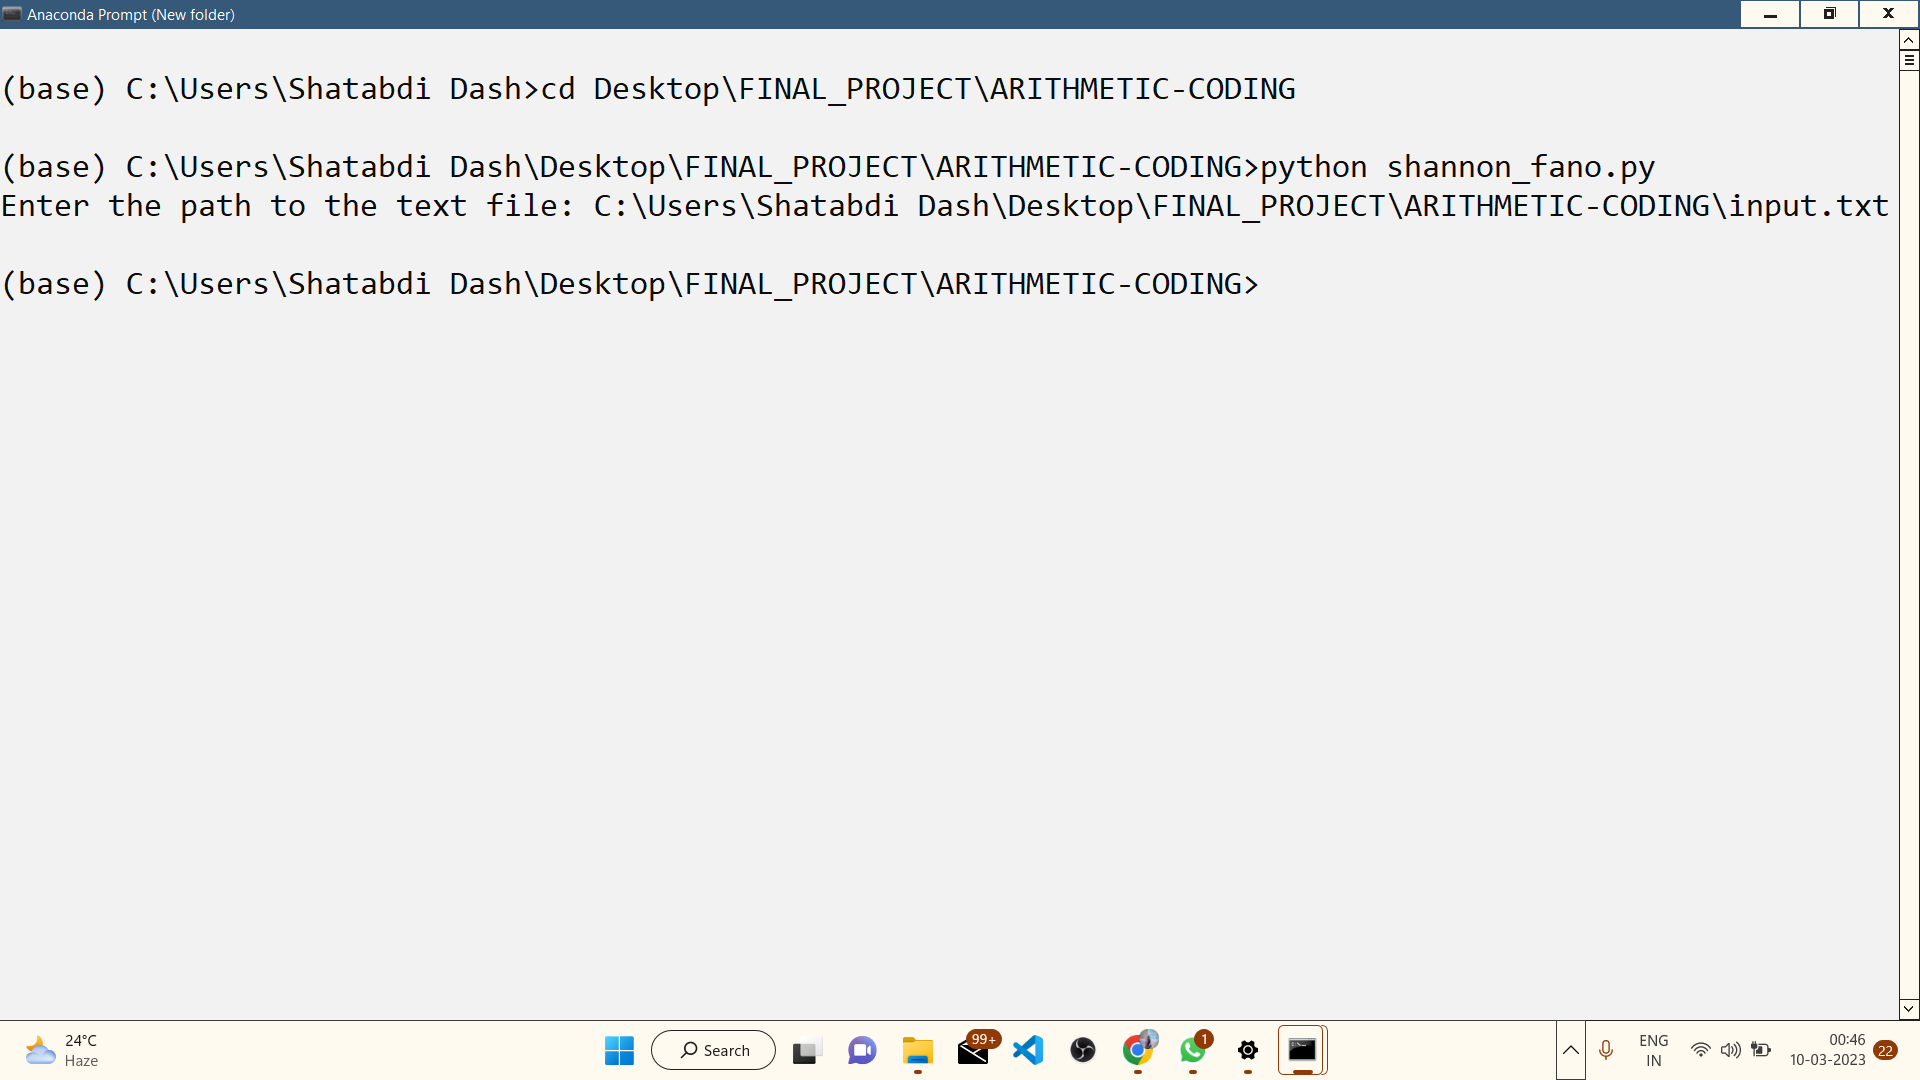 Anaconda Prompt (New folder)
(base) C:\Users\Shatabdi Dash>cd Desktop\FINAL_PROJECT\ARITHMETIC-CODING
(base) C:\Users\Shatabdi Dash\Desktop\FINAL_PROJECT\ARITHMETIC-CODING>python shannon_fano.py
Enter the path to the text file: C:\Users\Shatabdi Dash\Desktop\FINAL_PROJECT\ARITHMETIC-CODING\input.txt
(base) C:\Users\Shatabdi Dash\Desktop\FINAL_PROJECT\ARITHMETIC-CODING>
24°C
Haze
Search
99+
1
ENG
IN
00:46
10-03-2023
22